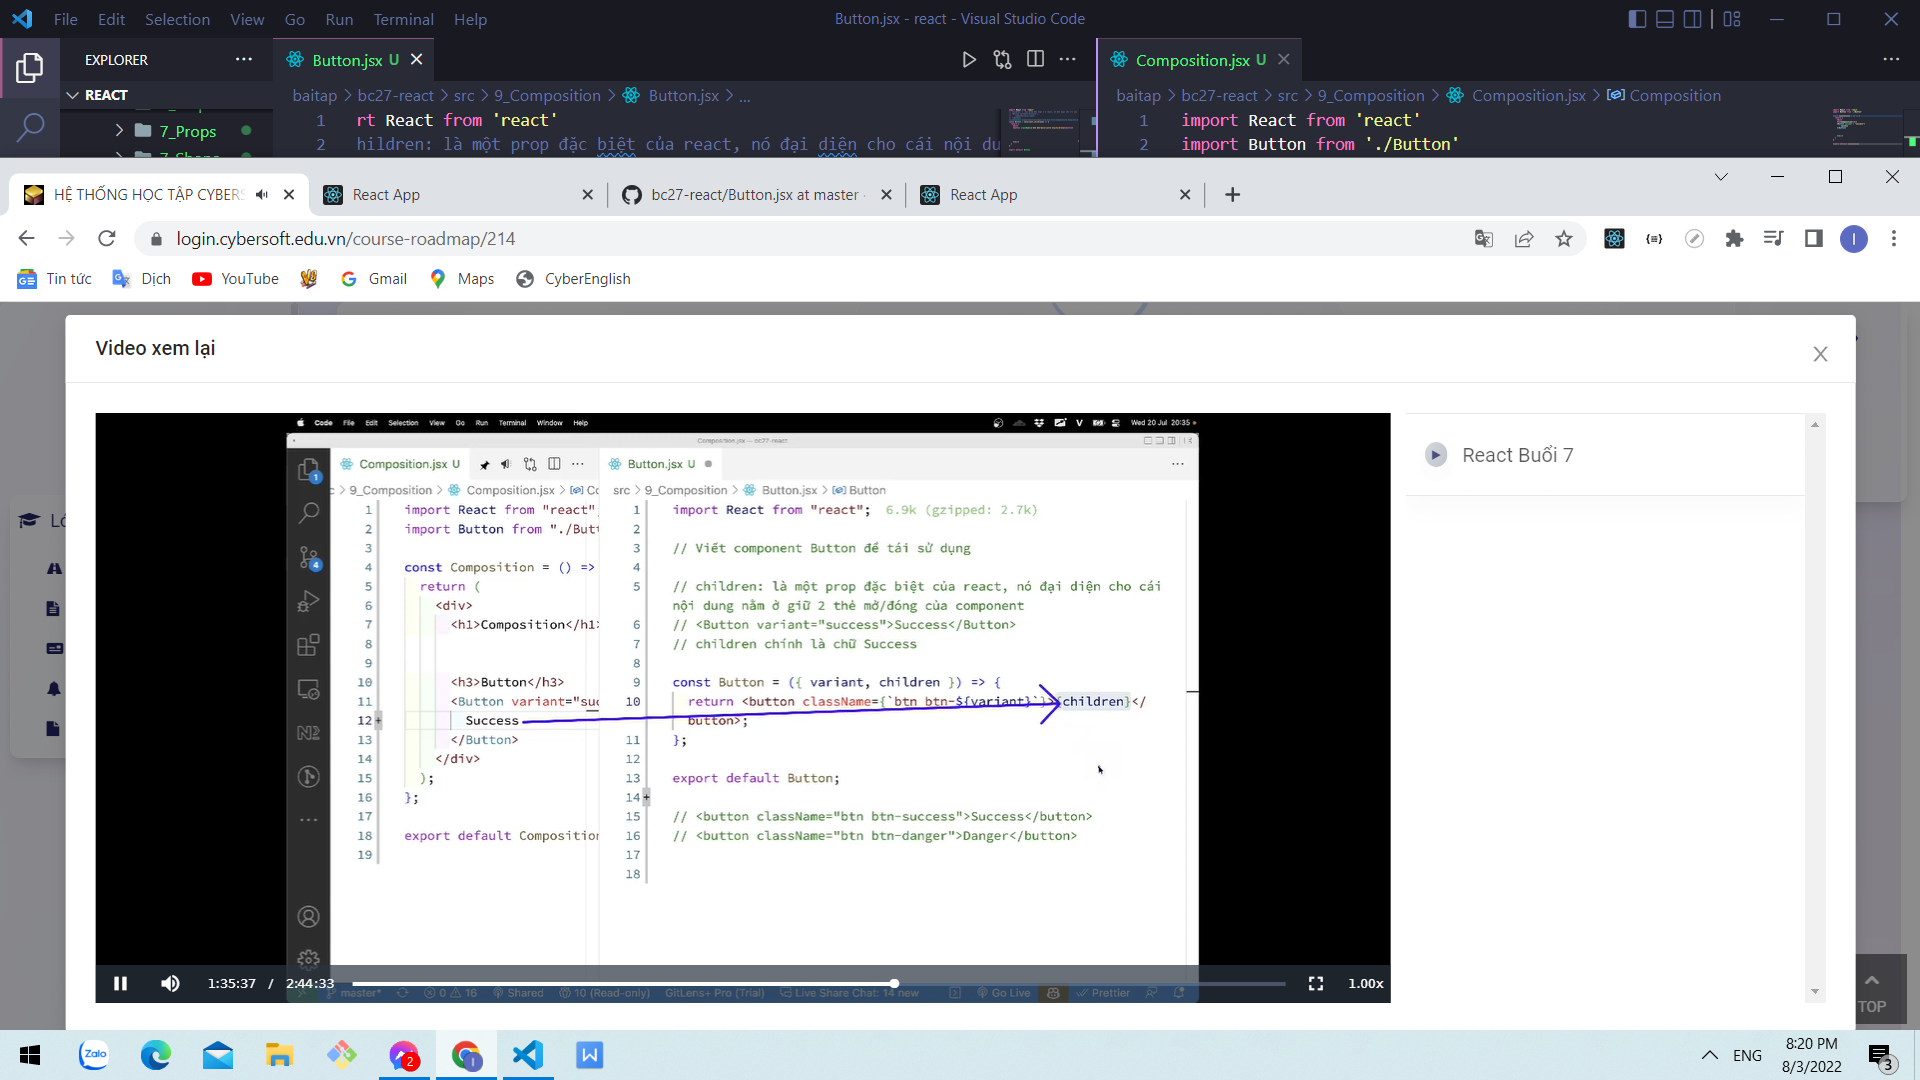 File Edit Selection View Go Run Terminal Help
Button.jsx - react - Visual Studio Code
EXPLORER
REACT
7_Props
Button.jsx U
baitap > bc27-react > src > 9_Composition > Button.jsx > ...
1 rt React from 'react'
2 hildren: là một prop đặc biệt của react, nó đại diện cho cái nội du
Composition.jsx U
baitap > bc27-react > src > 9_Composition > Composition.jsx > Composition
1 import React from 'react'
2 import Button from './Button'
HỆ THỐNG HỌC TẬP CYBERS
React App
bc27-react/Button.jsx at master
React App
login.cybersoft.edu.vn/course-roadmap/214
I
Tin tức Dịch YouTube Gmail Maps CyberEnglish
Video xem lại
Code File Edit Selection View Go Run Terminal Window Help
Wed 20 Jul 20:35
Composition.jsx — bc27-react
Composition.jsx U
> 9_Composition > Composition.jsx >
1 import React from "react"
2 import Button from "./Butt
3
4 const Composition = () =>
5 return (
6 <div>
7 <h1>Composition</h1>
8
9
10 <h3>Button</h3>
11 <Button variant="suc
12 Success
13 </Button>
14 </div>
15 );
16 };
17
18 export default Composition
19
Button.jsx U
src > 9_Composition > Button.jsx > Button
1 import React from "react"; 6.9k (gzipped: 2.7k)
2
3 // Viết component Button để tái sử dụng
4
5 // children: là một prop đặc biệt của react, nó đại diện cho cái
nội dung nằm ở giữ 2 thẻ mở/đóng của component
6 // <Button variant="success">Success</Button>
7 // children chính là chữ Success
8
9 const Button = ({ variant, children }) => {
10 return <button className={`btn btn-${variant}`}>{children}</
button>;
11 };
12
13 export default Button;
14
15 // <button className="btn btn-success">Success</button>
16 // <button className="btn btn-danger">Danger</button>
17
18
1:35:37 / 2:44:33
1.00x
master* 0 16 Shared 10 (Read-only) GitLens+ Pro (Trial) Live Share Chat: 14 new Go Live Prettier
React Buổi 7
TOP
Zalo
2
ENG
8:20 PM
8/3/2022
3